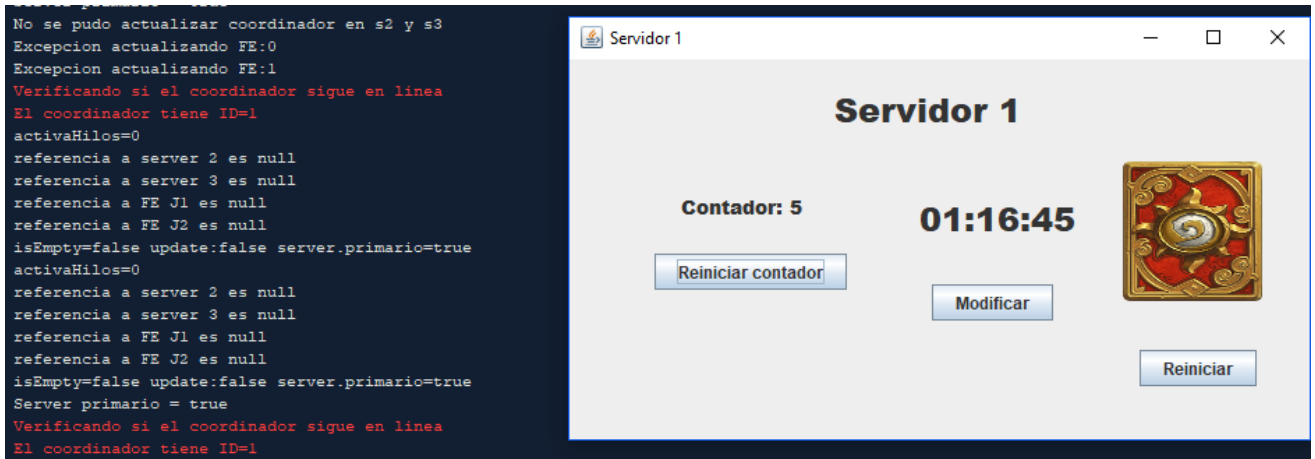 Server primario = true
No se pudo actualizar coordinador en s2 y s3
Excepcion actualizando FE:0
Excepcion actualizando FE:1
Verificando si el coordinador sigue en linea
El coordinador tiene ID=1
activaHilos=0
referencia a server 2 es null
referencia a server 3 es null
referencia a FE J1 es null
referencia a FE J2 es null
isEmpty=false update:false server.primario=true
activaHilos=0
referencia a server 2 es null
referencia a server 3 es null
referencia a FE J1 es null
referencia a FE J2 es null
isEmpty=false update:false server.primario=true
Server primario = true
Verificando si el coordinador sigue en linea
El coordinador tiene ID=1
Servidor 1
Servidor 1
Contador: 5
Reiniciar contador
01:16:45
Modificar
Reiniciar